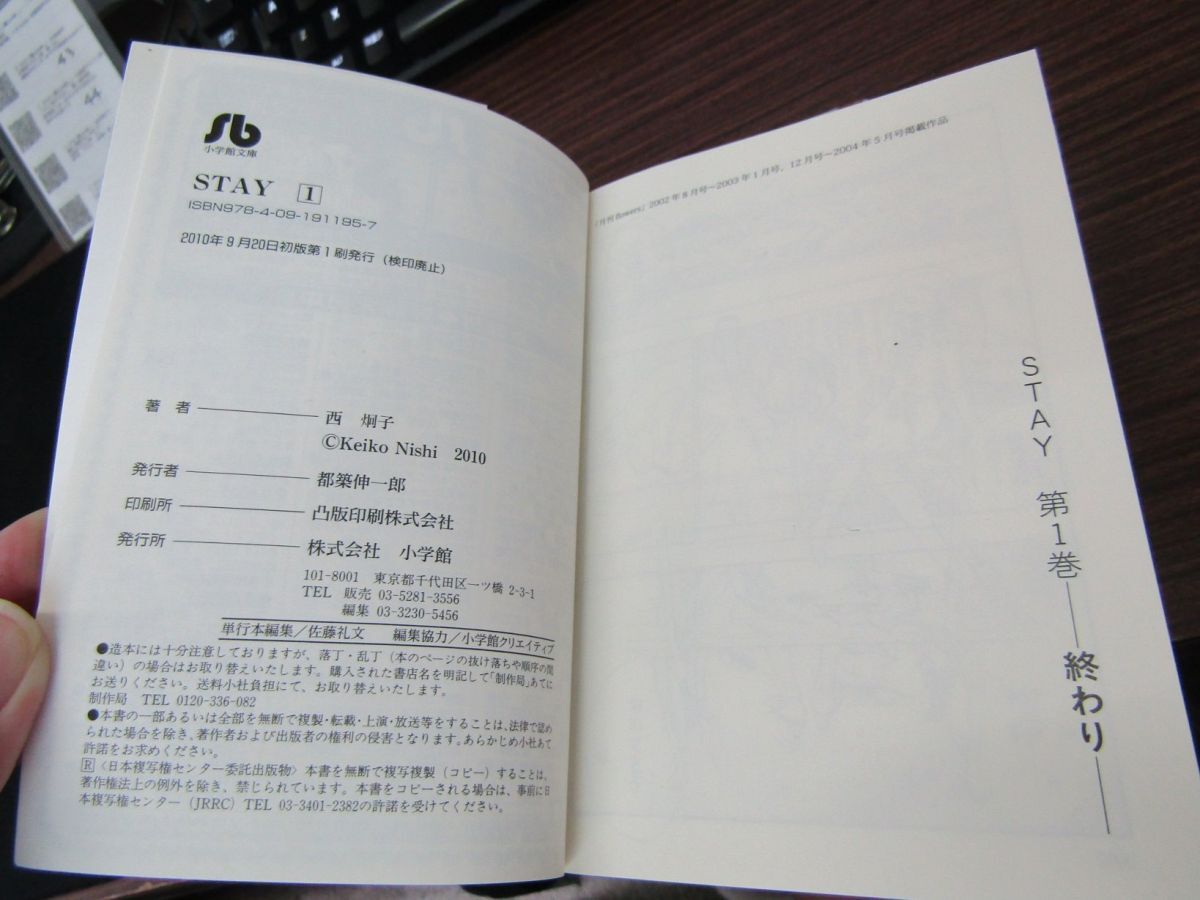 小学館文庫
STAY 1
ISBN978-4-09-191195-7
2010年9月20日初版第1刷発行（検印廃止）
著　者 西　炯子
©Keiko Nishi 2010
発行者 都築伸一郎
印刷所 凸版印刷株式会社
発行所 株式会社　小学館
101-8001　東京都千代田区一ツ橋 2-3-1
TEL　販売 03-5281-3556
編集 03-3230-5456
単行本編集／佐藤礼文　編集協力／小学館クリエイティブ
●造本には十分注意しておりますが、落丁・乱丁（本のページの抜け落ちや順序の間
違い）の場合はお取り替えいたします。購入された書店名を明記して「制作局」あてに
お送りください。送料小社負担にて、お取り替えいたします。
制作局　TEL 0120-336-082
●本書の一部あるいは全部を無断で複製・転載・上演・放送等をすることは、法律で認め
られた場合を除き、著作者および出版者の権利の侵害となります。あらかじめ小社あて
許諾をお求めください。
R〈日本複写権センター委託出版物〉本書を無断で複写複製（コピー）することは、
著作権法上の例外を除き、禁じられています。本書をコピーされる場合は、事前に日
本複写権センター（JRRC）TEL 03-3401-2382の許諾を受けてください。
「月刊flowers」2002年8月号〜2003年1月号、12月号〜2004年5月号掲載作品
STAY　第1巻——終わり——
43
44